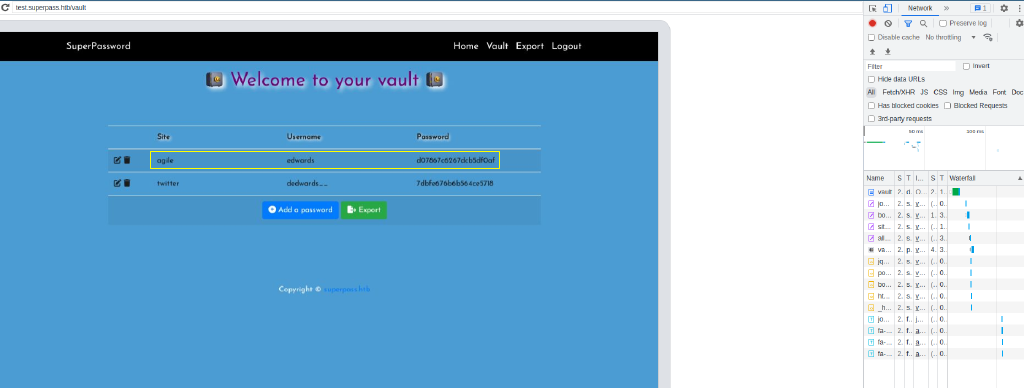 test.superpass.htb/vault
SuperPassword
Home Vault Export Logout
Welcome to your vault
Site Username Password
agile edwards d07867c6267dcb5df0af
twitter dedwards__ 7dbfe676b6b564ce5718
Add a password Export
Copyright © superpass.htb
Network » 1
Preserve log
Disable cache No throttling
Filter Invert
Hide data URLs
All Fetch/XHR JS CSS Img Media Font Doc
Has blocked cookies Blocked Requests
3rd-party requests
50 ms 100 ms
Name S T I... S T Waterfall
vault 2. d. O... 2. 1.
jo... 2. s. v... (.. 0.
bo... 2. s. v... 1. 3.
sit... 2. s. v... (.. 1.
all... 2. s. v... (.. 3.
va... 2. s. v... 4. 3.
jq... 2. s. v... (.. 0.
po... 2. s. v... (.. 0.
bo... 2. s. v... (.. 0.
ht... 2. s. v... (.. 0.
_h... 2. s. v... (.. 0.
jo... 2. f. j... (.. 0.
fa-... 2. f. a... (.. 0.
fa-... 2. f. a... (.. 0.
fa-... 2. f. a... (.. 0.